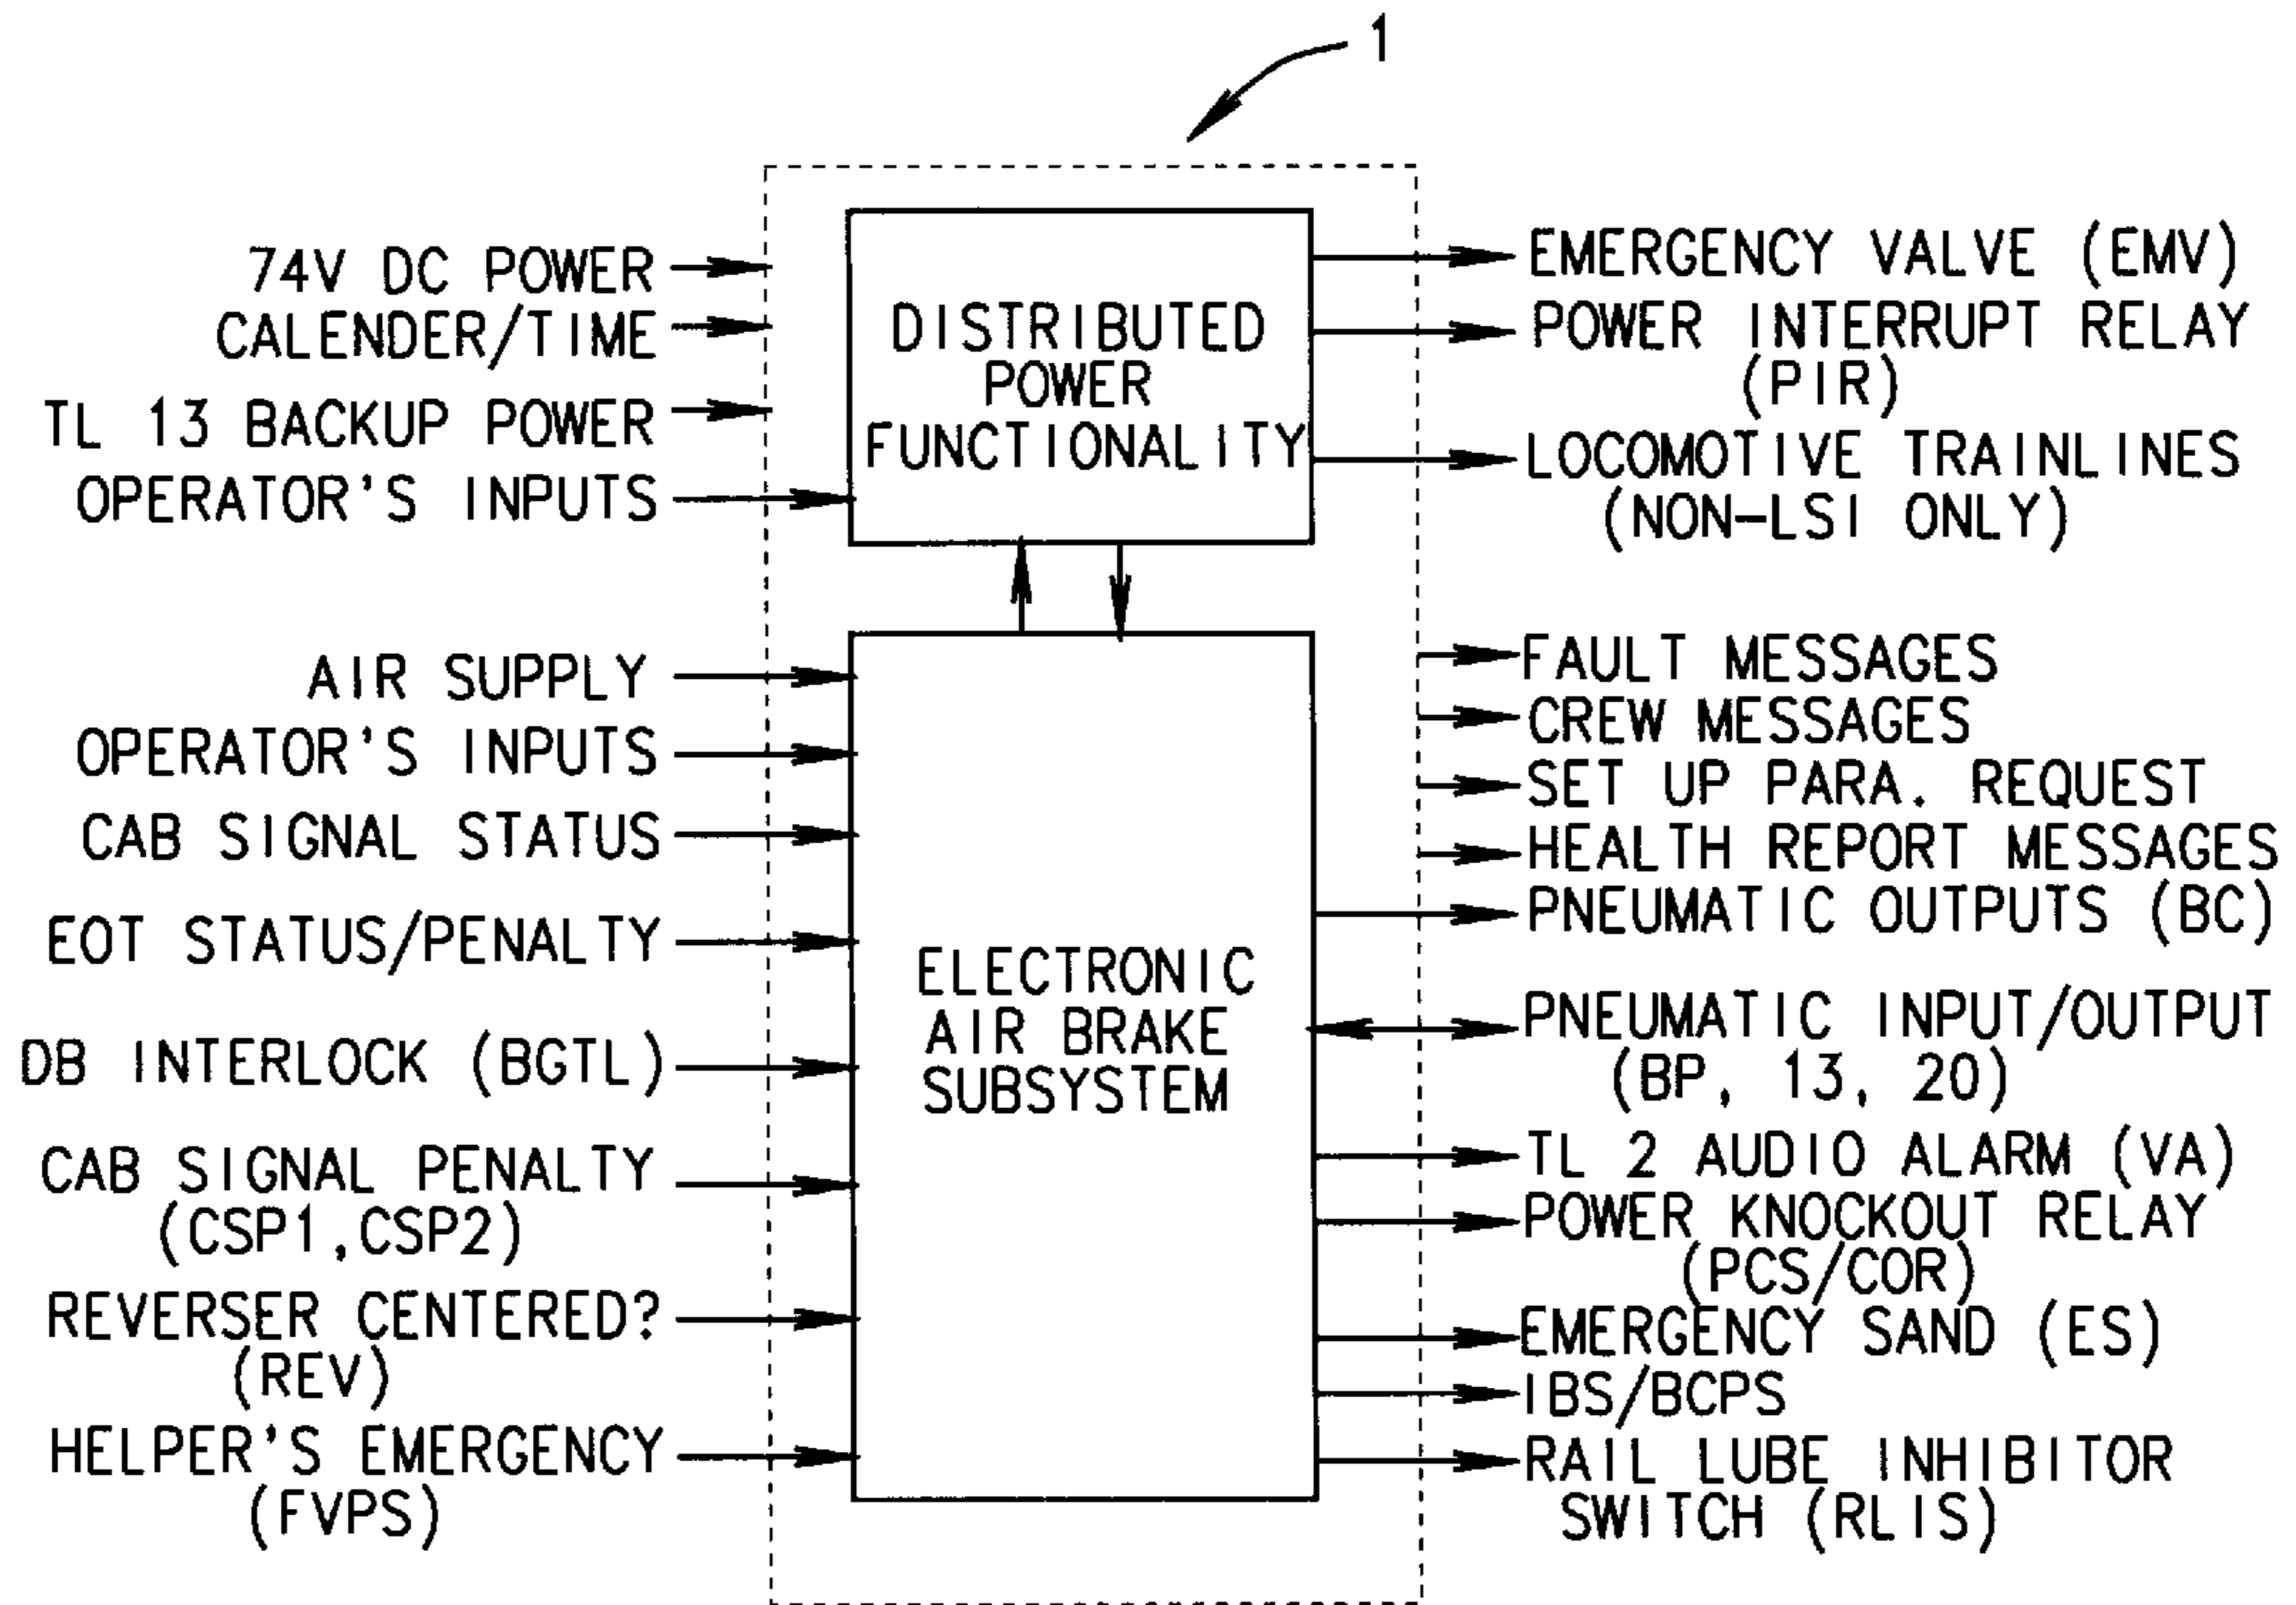 1
74V DC POWER
CALENDER/TIME
TL 13 BACKUP POWER
OPERATOR'S INPUTS
AIR SUPPLY
OPERATOR'S INPUTS
CAB SIGNAL STATUS
EOT STATUS/PENALTY
DB INTERLOCK (BGTL)
CAB SIGNAL PENALTY
(CSP1,CSP2)
REVERSER CENTERED?
(REV)
HELPER'S EMERGENCY
(FVPS)
DISTRIBUTED
POWER
FUNCTIONALITY
ELECTRONIC
AIR BRAKE
SUBSYSTEM
EMERGENCY VALVE (EMV)
POWER INTERRUPT RELAY
(PIR)
LOCOMOTIVE TRAINLINES
(NON-LSI ONLY)
FAULT MESSAGES
CREW MESSAGES
SET UP PARA. REQUEST
HEALTH REPORT MESSAGES
PNEUMATIC OUTPUTS (BC)
PNEUMATIC INPUT/OUTPUT
(BP, 13, 20)
TL 2 AUDIO ALARM (VA)
POWER KNOCKOUT RELAY
(PCS/COR)
EMERGENCY SAND (ES)
IBS/BCPS
RAIL LUBE INHIBITOR
SWITCH (RLIS)